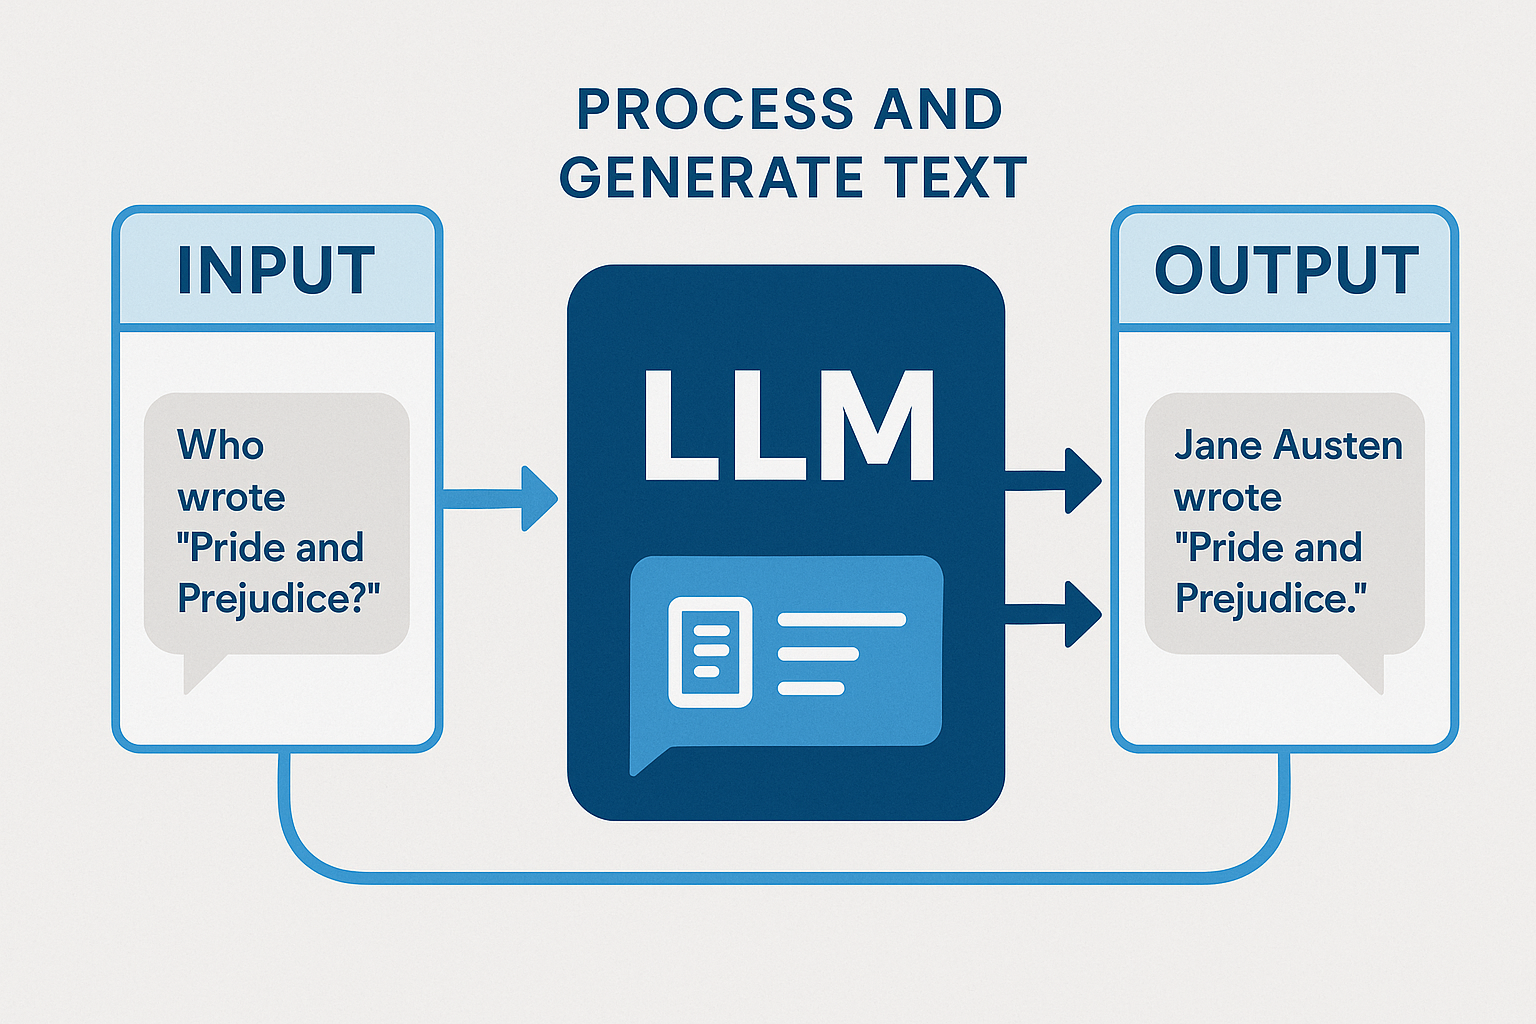 PROCESS AND
GENERATE TEXT
INPUT
Who
wrote
"Pride and
Prejudice?"
LLM
OUTPUT
Jane Austen
wrote
"Pride and
Prejudice."